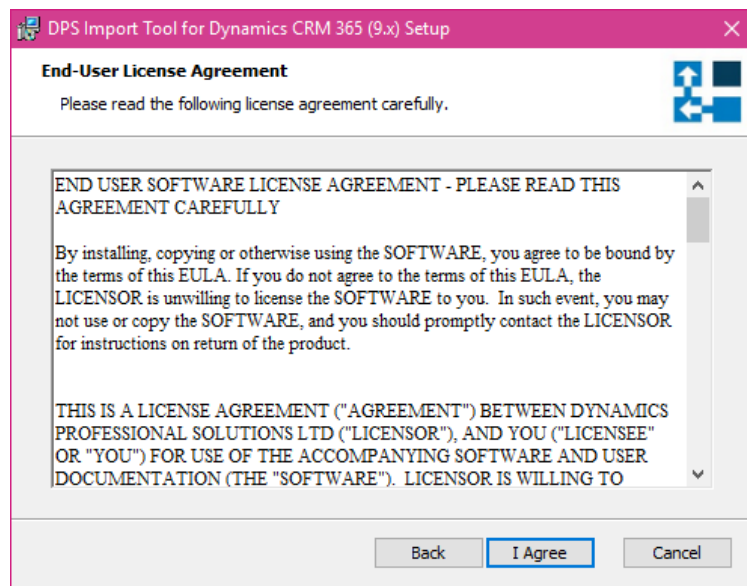 DPS Import Tool for Dynamics CRM 365 (9.x) Setup
End-User License Agreement
Please read the following license agreement carefully.
END USER SOFTWARE LICENSE AGREEMENT - PLEASE READ THIS
AGREEMENT CAREFULLY
By installing, copying or otherwise using the SOFTWARE, you agree to be bound by
the terms of this EULA. If you do not agree to the terms of this EULA, the
LICENSOR is unwilling to license the SOFTWARE to you.  In such event, you may
not use or copy the SOFTWARE, and you should promptly contact the LICENSOR
for instructions on return of the product.
THIS IS A LICENSE AGREEMENT ("AGREEMENT") BETWEEN DYNAMICS
PROFESSIONAL SOLUTIONS LTD ("LICENSOR"), AND YOU ("LICENSEE"
OR "YOU") FOR USE OF THE ACCOMPANYING SOFTWARE AND USER
DOCUMENTATION (THE "SOFTWARE").  LICENSOR IS WILLING TO
Back
I Agree
Cancel